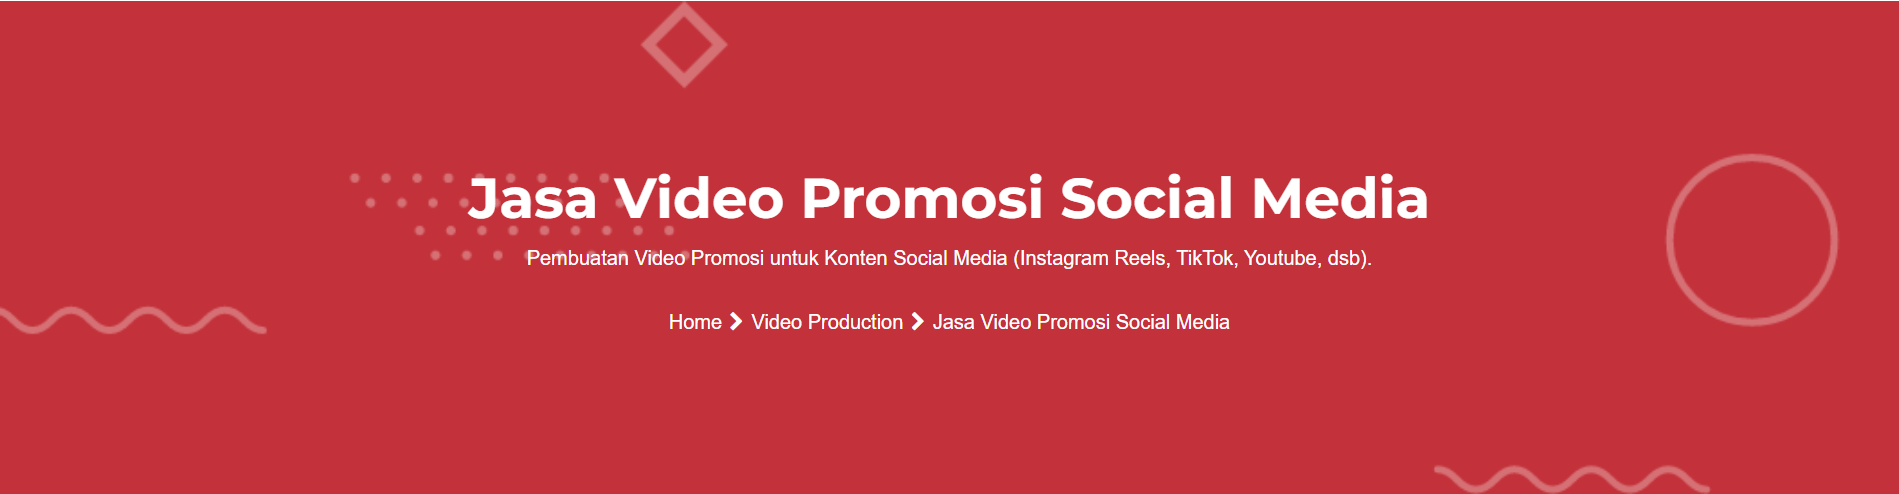 Jasa Video Promosi Social Media
Pembuatan Video Promosi untuk Konten Social Media (Instagram Reels, TikTok, Youtube, dsb).
Home > Video Production > Jasa Video Promosi Social Media